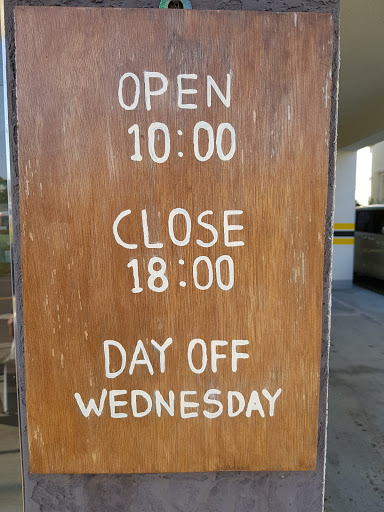 OPEN
10:00
CLOSE
18:00
DAY OFF
WEDNESDAY